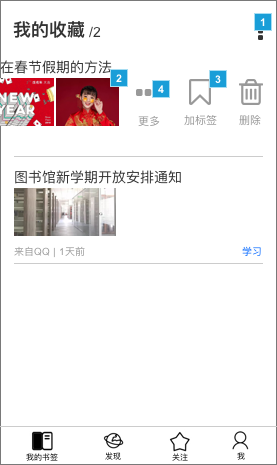 我的收藏 /2
1
在春节假期的方法
2
3
4
NEW
YEAR
更多
加标签
删除
图书馆新学期开放安排通知
来自QQ | 1天前
学习
我的书签
发现
关注
我